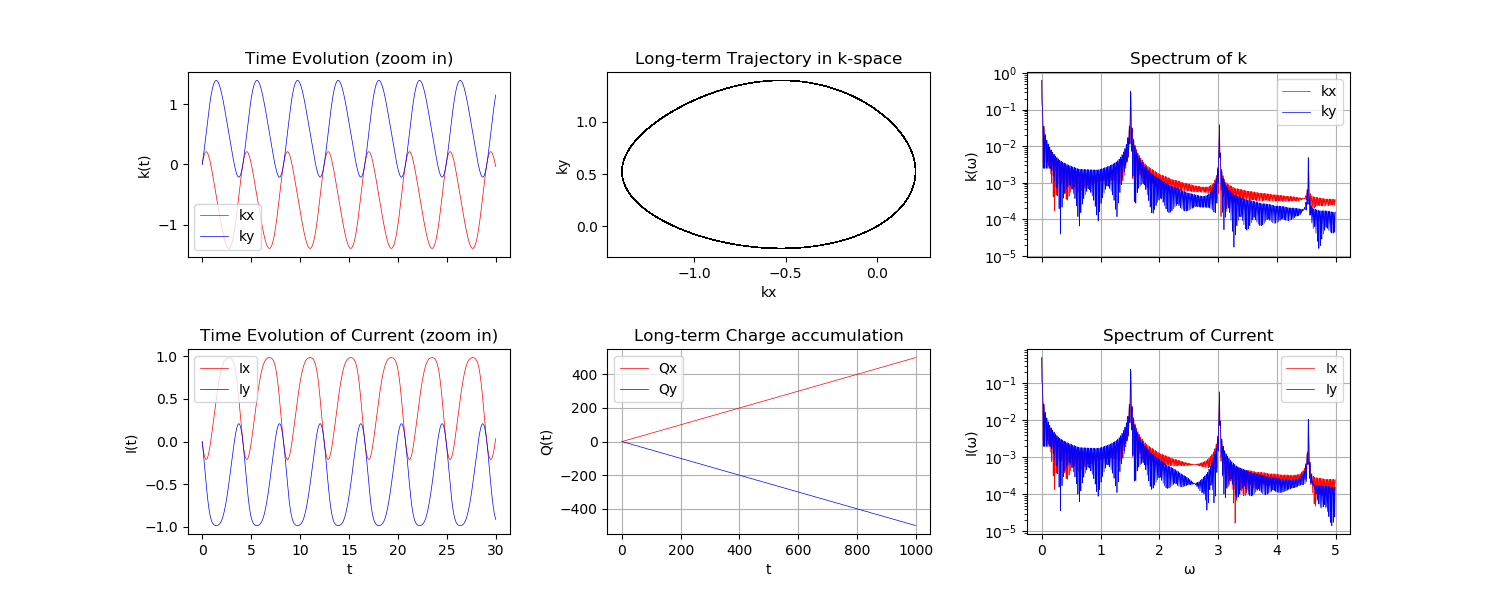 Time Evolution (zoom in)
k(t)
1
0
−1
kx
ky
Long-term Trajectory in k-space
ky
1.0
0.5
0.0
−1.0 −0.5 0.0
kx
Spectrum of k
k(ω)
10⁰
10⁻¹
10⁻²
10⁻³
10⁻⁴
10⁻⁵
kx
ky
Time Evolution of Current (zoom in)
I(t)
1.0
0.5
0.0
−0.5
−1.0
Ix
Iy
0 5 10 15 20 25 30
t
Long-term Charge accumulation
Q(t)
400
200
0
−200
−400
Qx
Qy
0 200 400 600 800 1000
t
Spectrum of Current
I(ω)
10⁻¹
10⁻²
10⁻³
10⁻⁴
10⁻⁵
Ix
Iy
0 1 2 3 4 5
ω